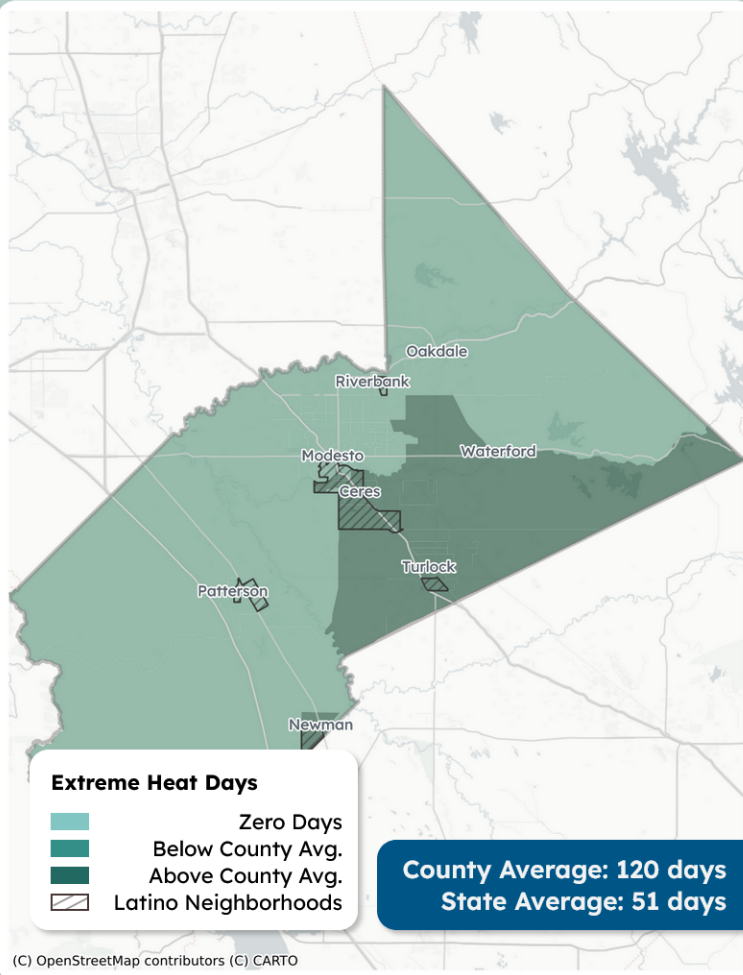 Oakdale
Riverbank
Modesto
Waterford
Ceres
Turlock
Patterson
Newman
Extreme Heat Days
Zero Days
Below County Avg.
Above County Avg.
Latino Neighborhoods
County Average: 120 days
State Average: 51 days
(C) OpenStreetMap contributors (C) CARTO